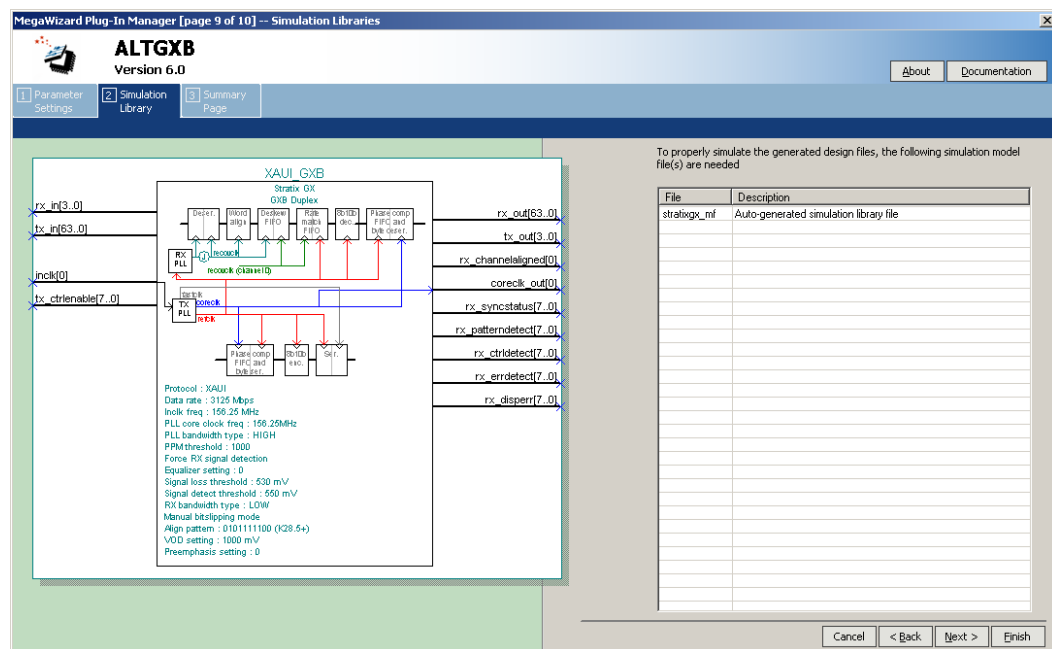 MegaWizard Plug-In Manager [page 9 of 10] -- Simulation Libraries
ALTGXB
Version 6.0
About
Documentation
1 Parameter Settings
2 Simulation Library
3 Summary Page
To properly simulate the generated design files, the following simulation model
file(s) are needed
File Description
stratixgx_mf Auto-generated simulation library file
XAUI_GXB
Stratix GX
GXB Duplex
rx_in[3..0]
tx_in[63..0]
inclk[0]
tx_ctrlenable[7..0]
Deser.
Word align
Deskew FIFO
Rate match FIFO
8b10b dec.
Phase comp FIFO and byte deser.
RX PLL
recovclk
recovclk (channel 0)
fastclk
TX PLL
coreclk
refclk
Phase comp FIFO and byte ser.
8b10b enc.
Ser.
rx_out[63..0]
tx_out[3..0]
rx_channelaligned[0]
coreclk_out[0]
rx_syncstatus[7..0]
rx_patterndetect[7..0]
rx_ctrldetect[7..0]
rx_errdetect[7..0]
rx_disperr[7..0]
Protocol : XAUI
Data rate : 3125 Mbps
Inclk freq : 156.25 MHz
PLL core clock freq : 156.25MHz
PLL bandwidth type : HIGH
PPM threshold : 1000
Force RX signal detection
Equalizer setting : 0
Signal loss threshold : 530 mV
Signal detect threshold : 550 mV
RX bandwidth type : LOW
Manual bitslipping mode
Align pattern : 0101111100 (K28.5+)
VOD setting : 1000 mV
Preemphasis setting : 0
Cancel
< Back
Next >
Finish